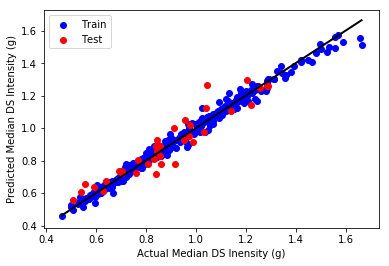 Train
Test
Predicted Median DS Intensity (g)
1.6
1.4
1.2
1.0
0.8
0.6
0.4
0.4 0.6 0.8 1.0 1.2 1.4 1.6
Actual Median DS Inensity (g)